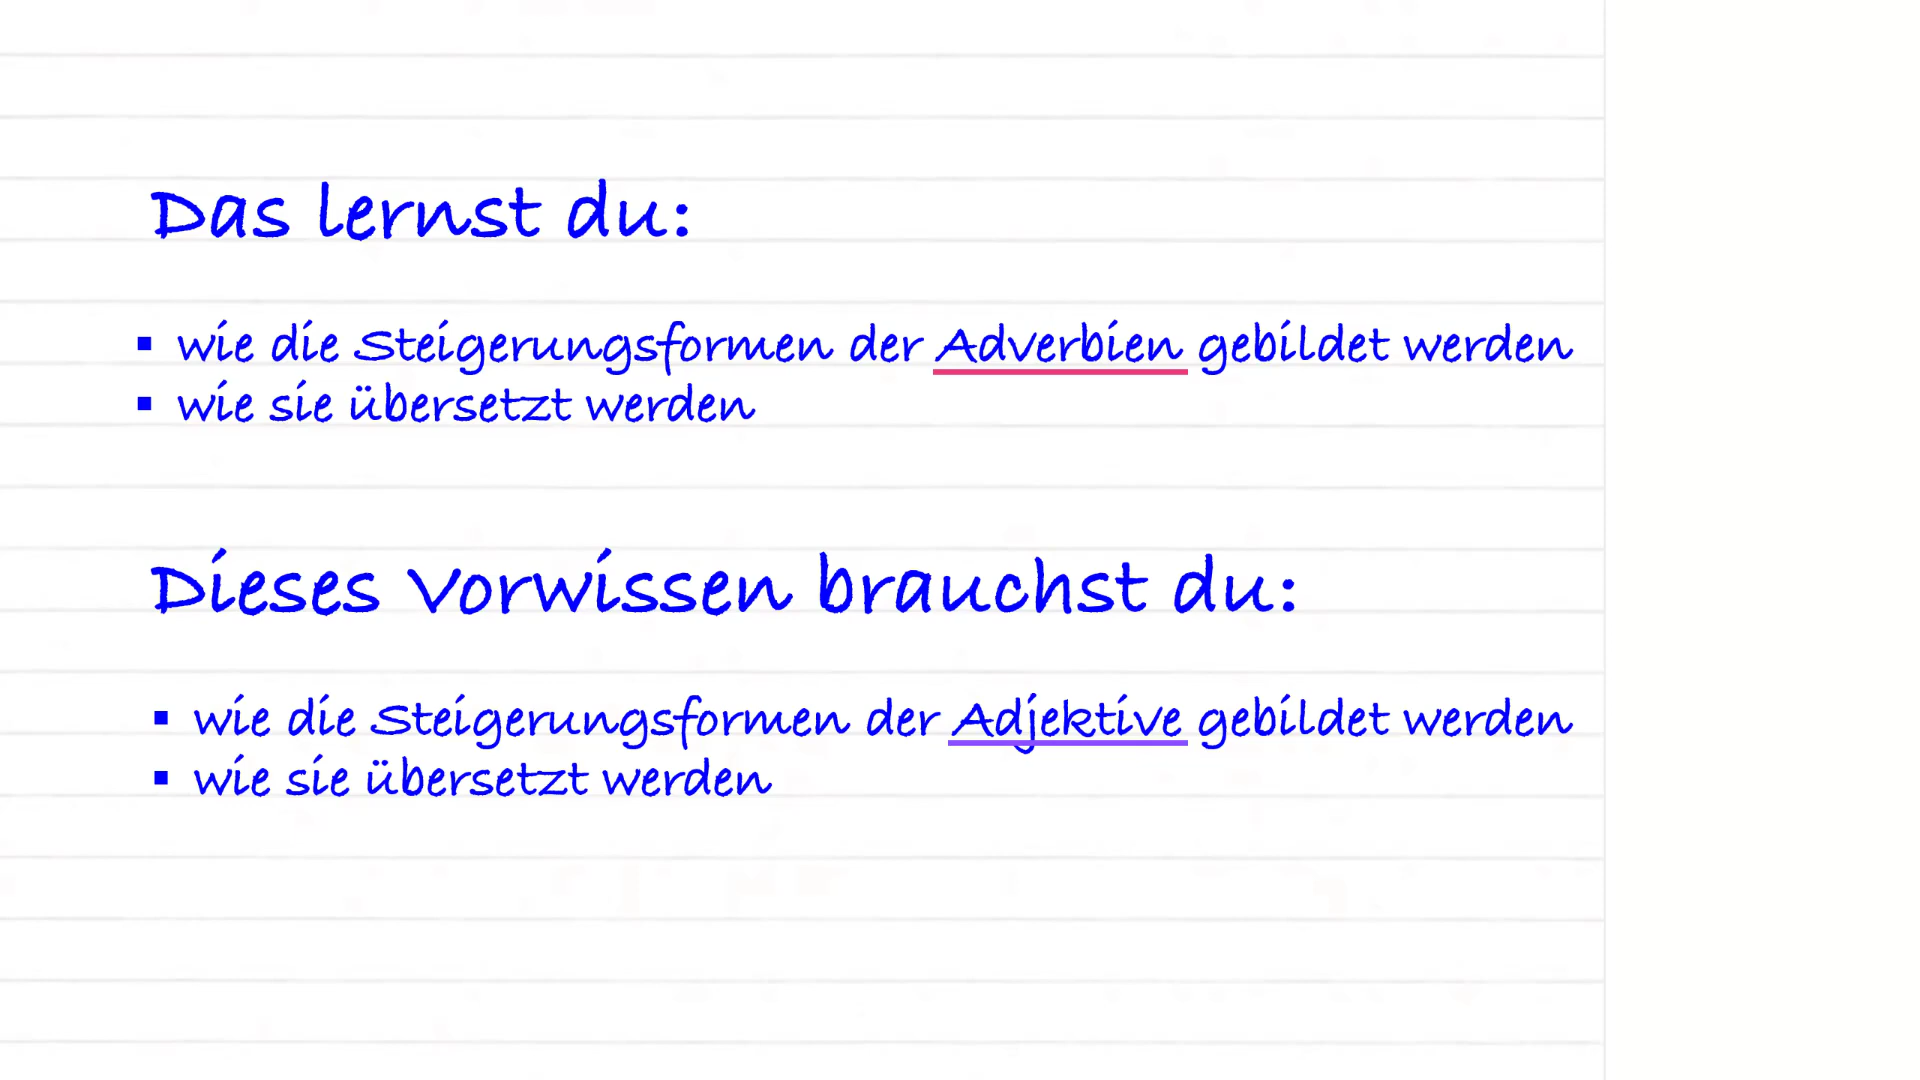 Das lernst du:
▪ wie die Steigerungsformen der Adverbien gebildet werden
▪ wie sie übersetzt werden
Dieses Vorwissen brauchst du:
▪ wie die Steigerungsformen der Adjektive gebildet werden
▪ wie sie übersetzt werden